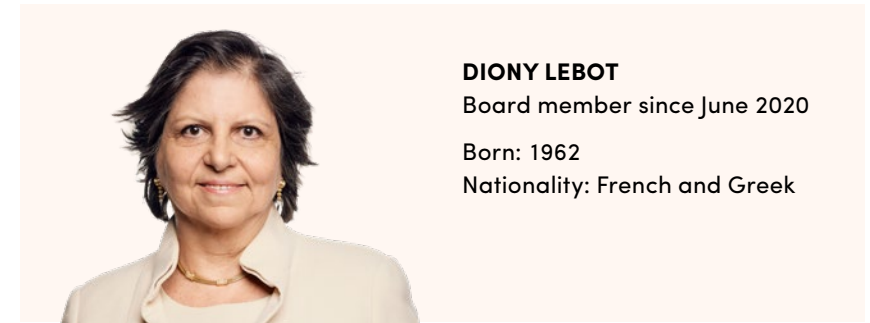 DIONY LEBOT
Board member since June 2020
Born: 1962
Nationality: French and Greek